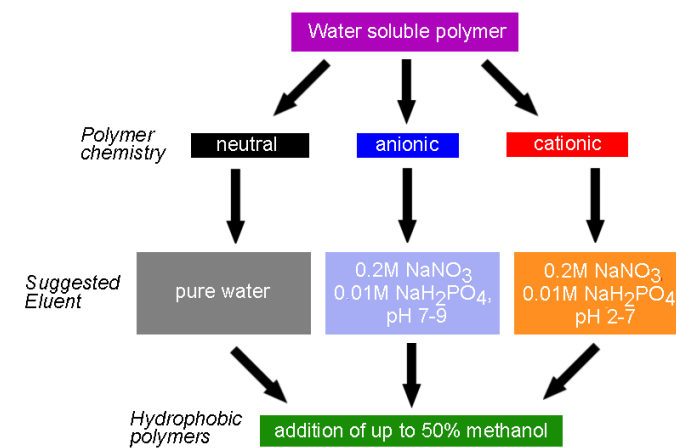 Water soluble polymer
Polymer
chemistry
neutral
anionic
cationic
Suggested
Eluent
pure water
0.2M NaNO3
0.01M NaH2PO4,
pH 7-9
0.2M NaNO3
0.01M NaH2PO4
pH 2-7
Hydrophobic
polymers
addition of up to 50% methanol